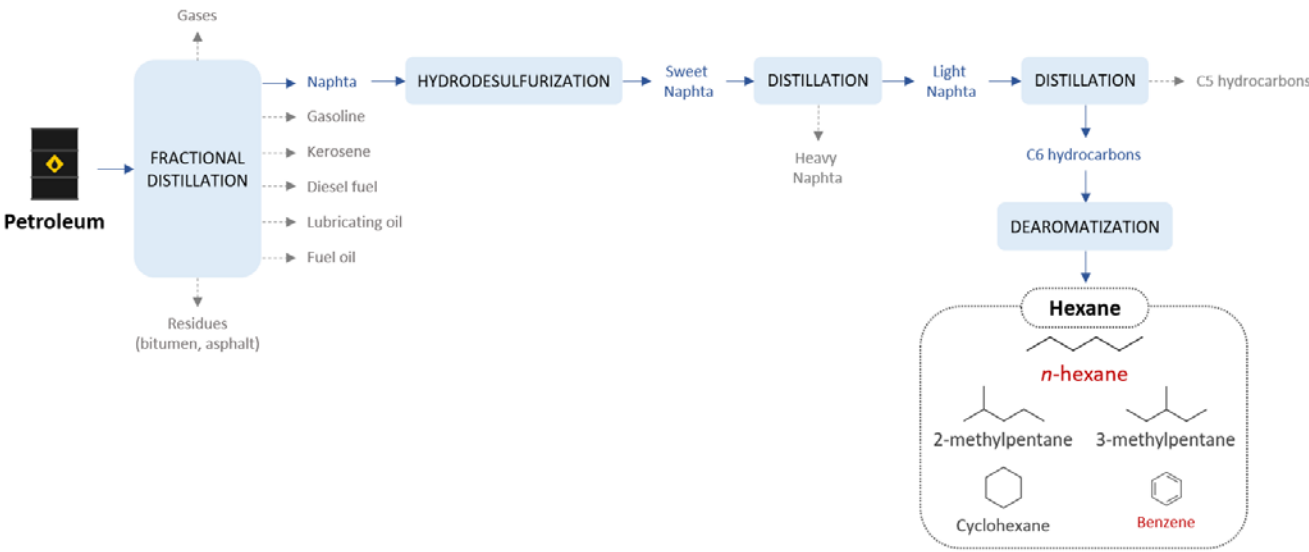 Gases
Naphta
HYDRODESULFURIZATION
Sweet
Naphta
DISTILLATION
Light
Naphta
DISTILLATION
C5 hydrocarbons
Gasoline
FRACTIONAL
DISTILLATION
Kerosene
Heavy
Naphta
C6 hydrocarbons
Diesel fuel
Petroleum
Lubricating oil
DEAROMATIZATION
Fuel oil
Residues
(bitumen, asphalt)
Hexane
n-hexane
2-methylpentane
3-methylpentane
Cyclohexane
Benzene